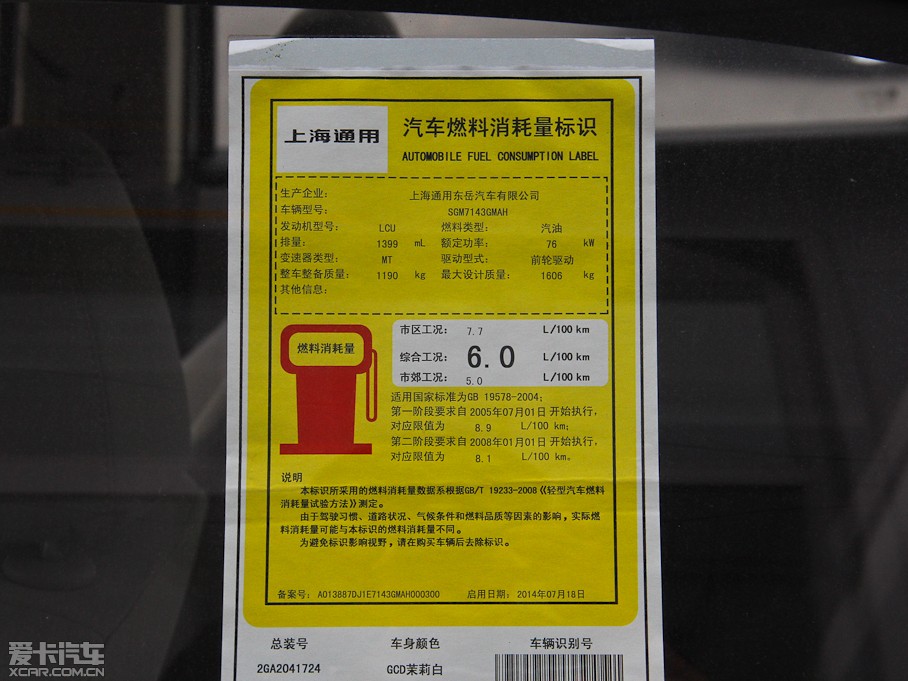 上海通用
汽车燃料消耗量标识
AUTOMOBILE FUEL CONSUMPTION LABEL
生产企业: 上海通用东岳汽车有限公司
车辆型号: SGM7143GMAH
发动机型号: LCU 燃料类型: 汽油
排量: 1399 mL 额定功率: 76 kW
变速器类型: MT 驱动型式: 前轮驱动
整车整备质量: 1190 kg 最大设计质量: 1606 kg
其他信息:
燃料消耗量
市区工况: 7.7 L/100 km
综合工况: 6.0 L/100 km
市郊工况: 5.0 L/100 km
适用国家标准为GB 19578-2004;
第一阶段要求自2005年07月01日开始执行,
对应限值为 8.9 L/100 km;
第二阶段要求自2008年01月01日开始执行,
对应限值为 8.1 L/100 km。
说明
本标识所采用的燃料消耗量数据系根据GB/T 19233-2008《轻型汽车燃料
消耗量试验方法》测定。
由于驾驶习惯、道路状况、气候条件和燃料品质等因素的影响,实际燃
料消耗量可能与本标识的燃料消耗量不同。
为避免标识影响视野,请在购买车辆后去除标识。
备案号: A013887DJ1E7143GMAH000300 启用日期: 2014年07月18日
总装号 车身颜色 车辆识别号
2GA2041724 GCD茉莉白
爱卡汽车
XCAR.COM.CN